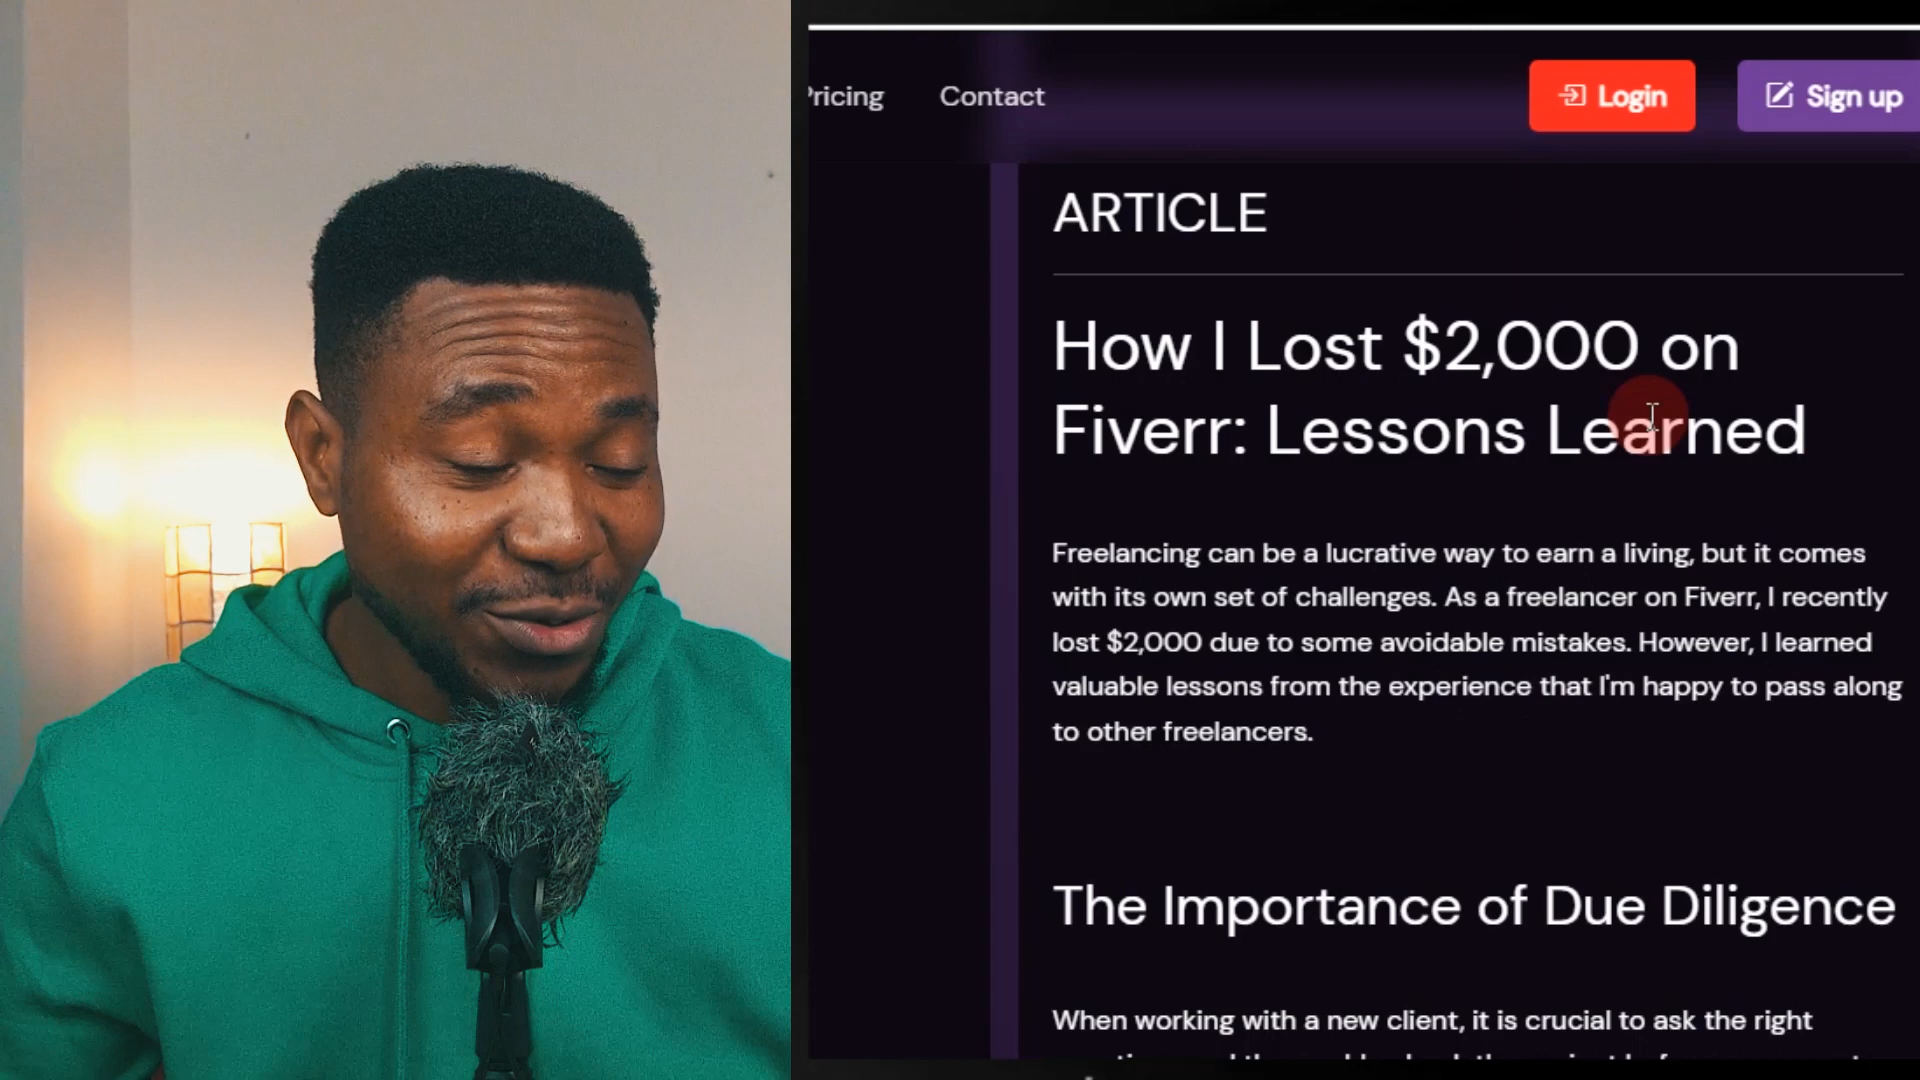 Pricing Contact Login Sign up
ARTICLE
How I Lost $2,000 on
Fiverr: Lessons Learned
Freelancing can be a lucrative way to earn a living, but it comes
with its own set of challenges. As a freelancer on Fiverr, I recently
lost $2,000 due to some avoidable mistakes. However, I learned
valuable lessons from the experience that I'm happy to pass along
to other freelancers.
The Importance of Due Diligence
When working with a new client, it is crucial to ask the right